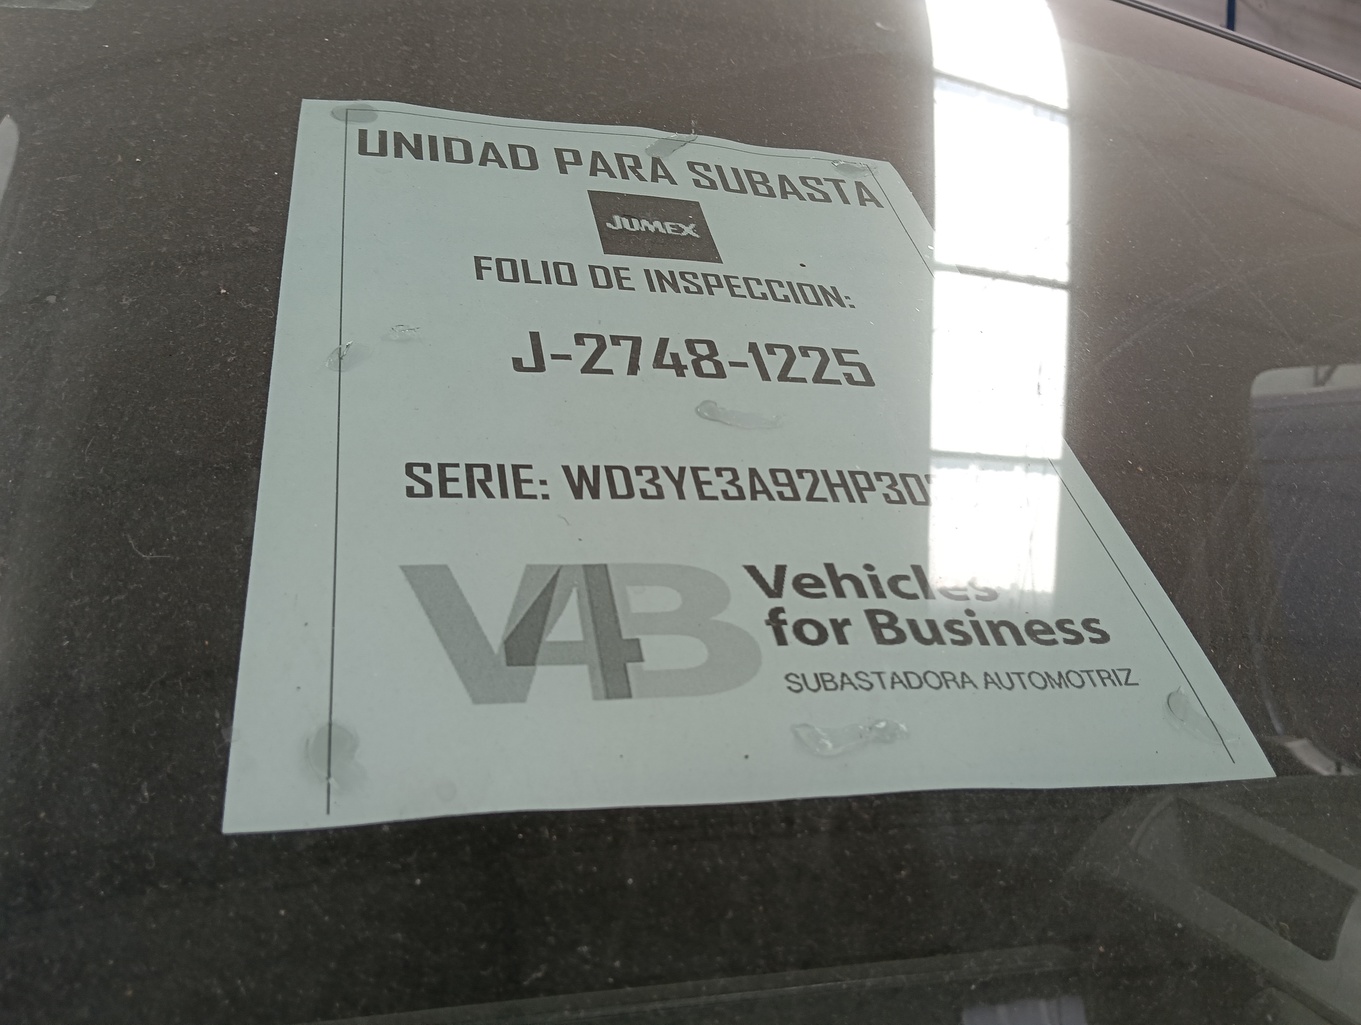 UNIDAD PARA SUBASTA
JUMEX
FOLIO DE INSPECCION:
J-2748-1225
SERIE: WD3YE3A92HP30
V4B
Vehicles
for Business
SUBASTADORA AUTOMOTRIZ